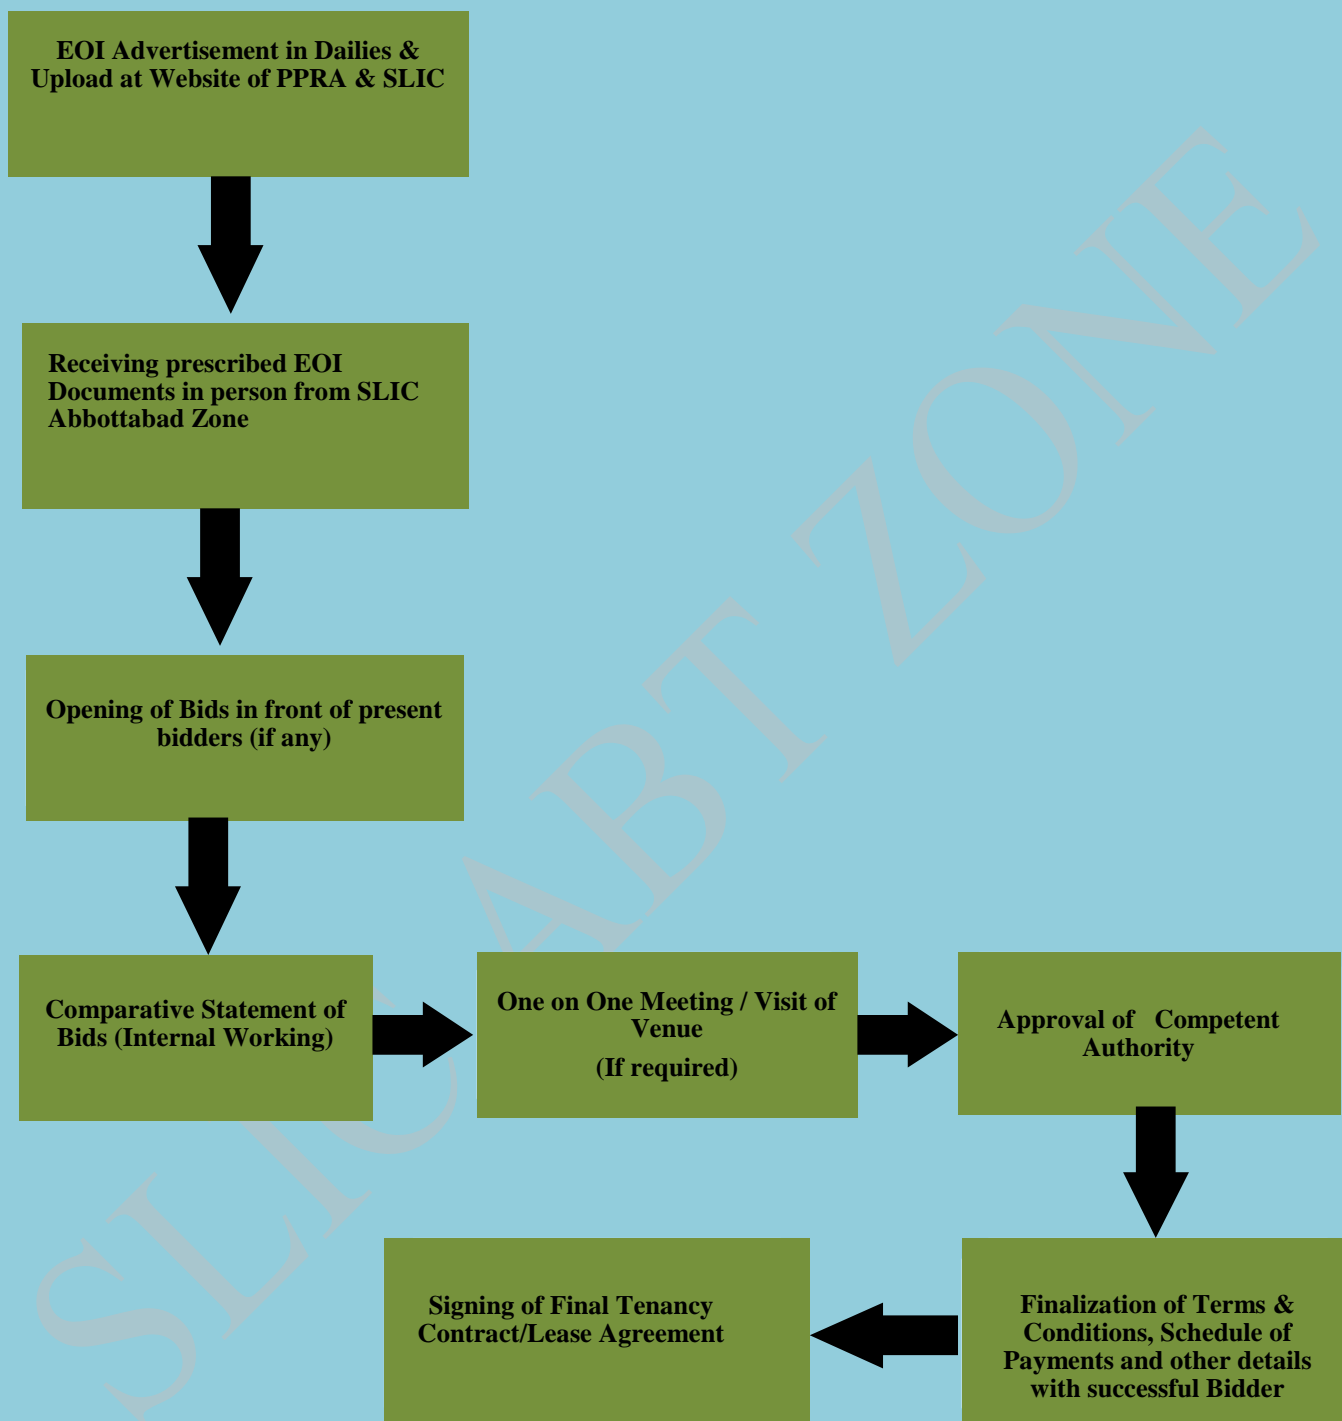 EOI Advertisement in Dailies &
Upload at Website of PPRA & SLIC
Receiving prescribed EOI
Documents in person from SLIC
Abbottabad Zone
Opening of Bids in front of present
bidders (if any)
Comparative Statement of
Bids (Internal Working)
One on One Meeting / Visit of
Venue
(If required)
Approval of Competent
Authority
Finalization of Terms &
Conditions, Schedule of
Payments and other details
with successful Bidder
Signing of Final Tenancy
Contract/Lease Agreement
SLIC ABT ZONE